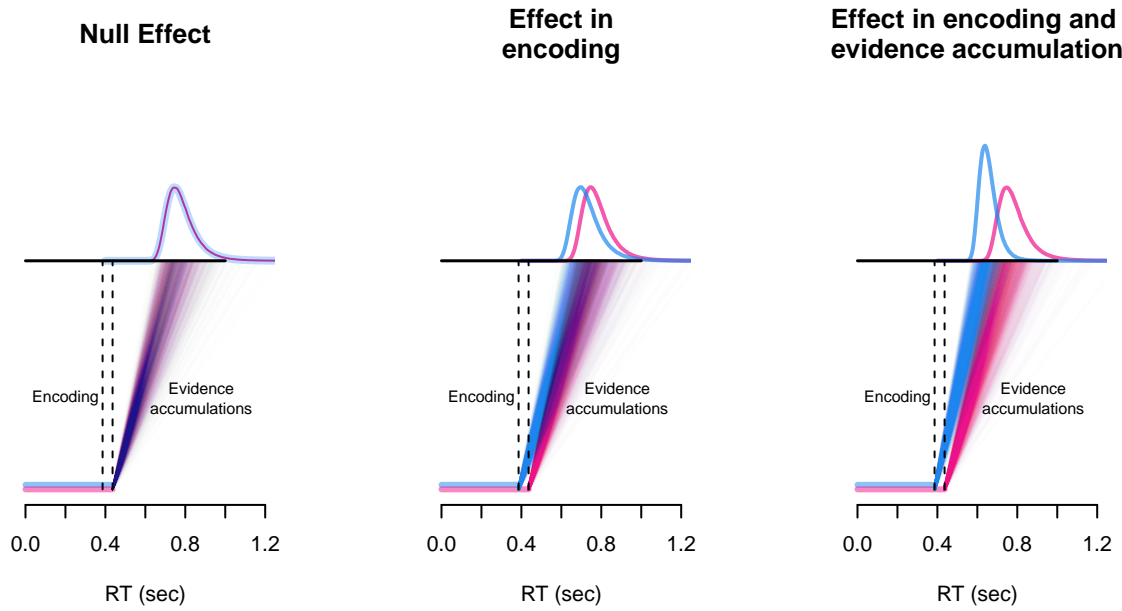 Null Effect
Encoding
Evidence
accumulations
0.0 0.4 0.8 1.2
RT (sec)
Effect in
encoding
Encoding
Evidence
accumulations
0.0 0.4 0.8 1.2
RT (sec)
Effect in encoding and
evidence accumulation
Encoding
Evidence
accumulations
0.0 0.4 0.8 1.2
RT (sec)